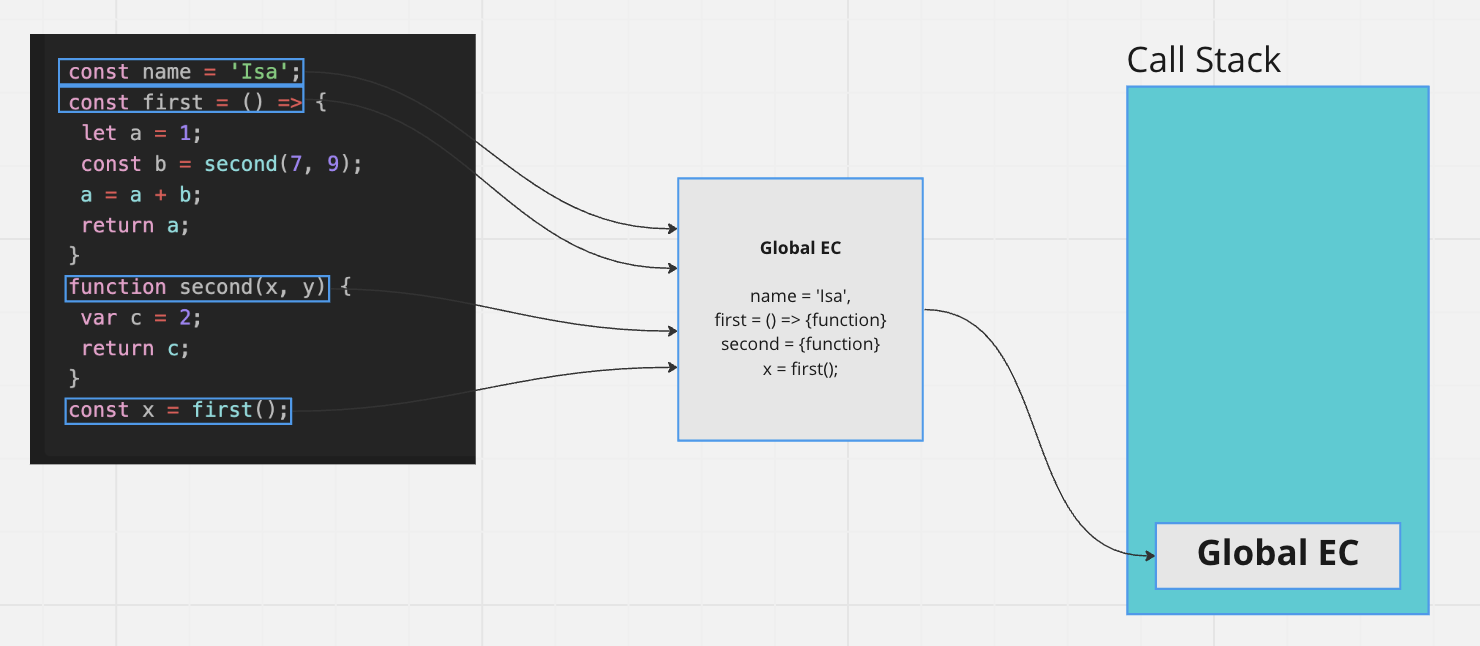 const name = 'Isa';
const first = () => {
let a = 1;
const b = second(7, 9);
a = a + b;
return a;
}
function second(x, y) {
var c = 2;
return c;
}
const x = first();
Global EC
name = 'Isa',
first = () => {function}
second = {function}
x = first();
Call Stack
Global EC